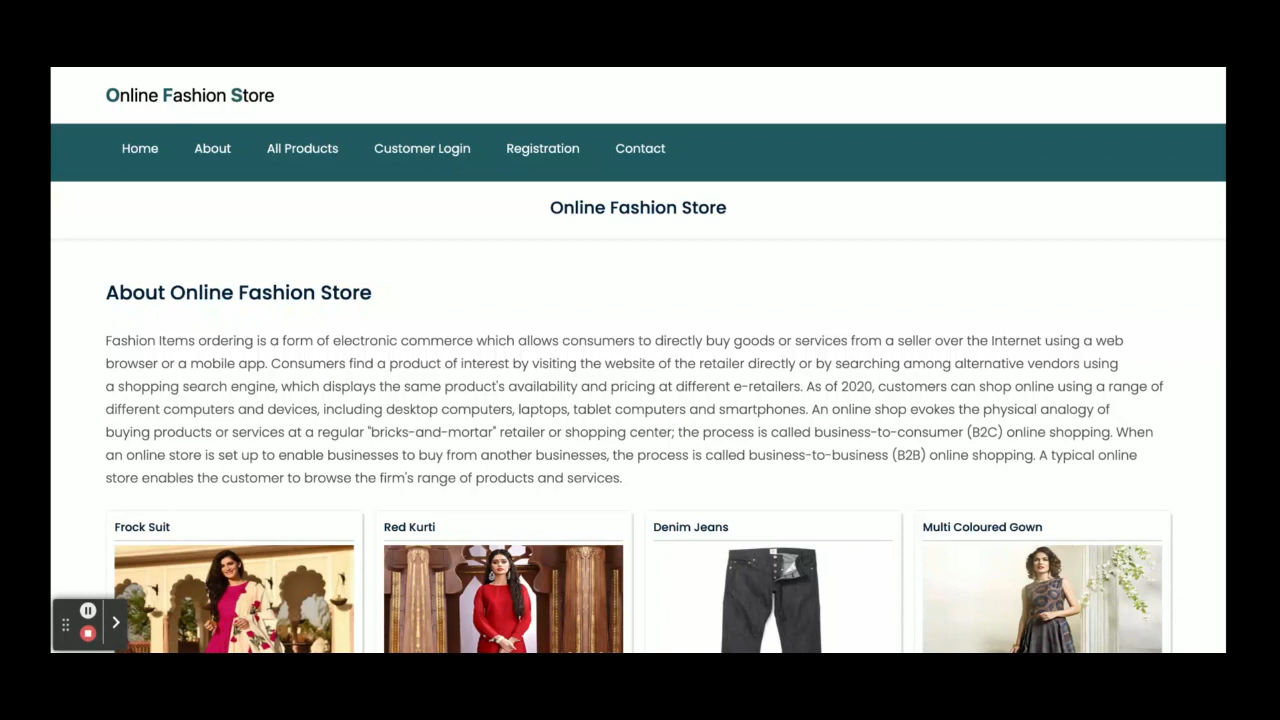 Online Fashion Store
Home About All Products Customer Login Registration Contact
Online Fashion Store
About Online Fashion Store
Fashion Items ordering is a form of electronic commerce which allows consumers to directly buy goods or services from a seller over the Internet using a web
browser or a mobile app. Consumers find a product of interest by visiting the website of the retailer directly or by searching among alternative vendors using
a shopping search engine, which displays the same product's availability and pricing at different e-retailers. As of 2020, customers can shop online using a range of
different computers and devices, including desktop computers, laptops, tablet computers and smartphones. An online shop evokes the physical analogy of
buying products or services at a regular "bricks-and-mortar" retailer or shopping center; the process is called business-to-consumer (B2C) online shopping. When
an online store is set up to enable businesses to buy from another businesses, the process is called business-to-business (B2B) online shopping. A typical online
store enables the customer to browse the firm's range of products and services.
Frock Suit Red Kurti Denim Jeans Multi Coloured Gown